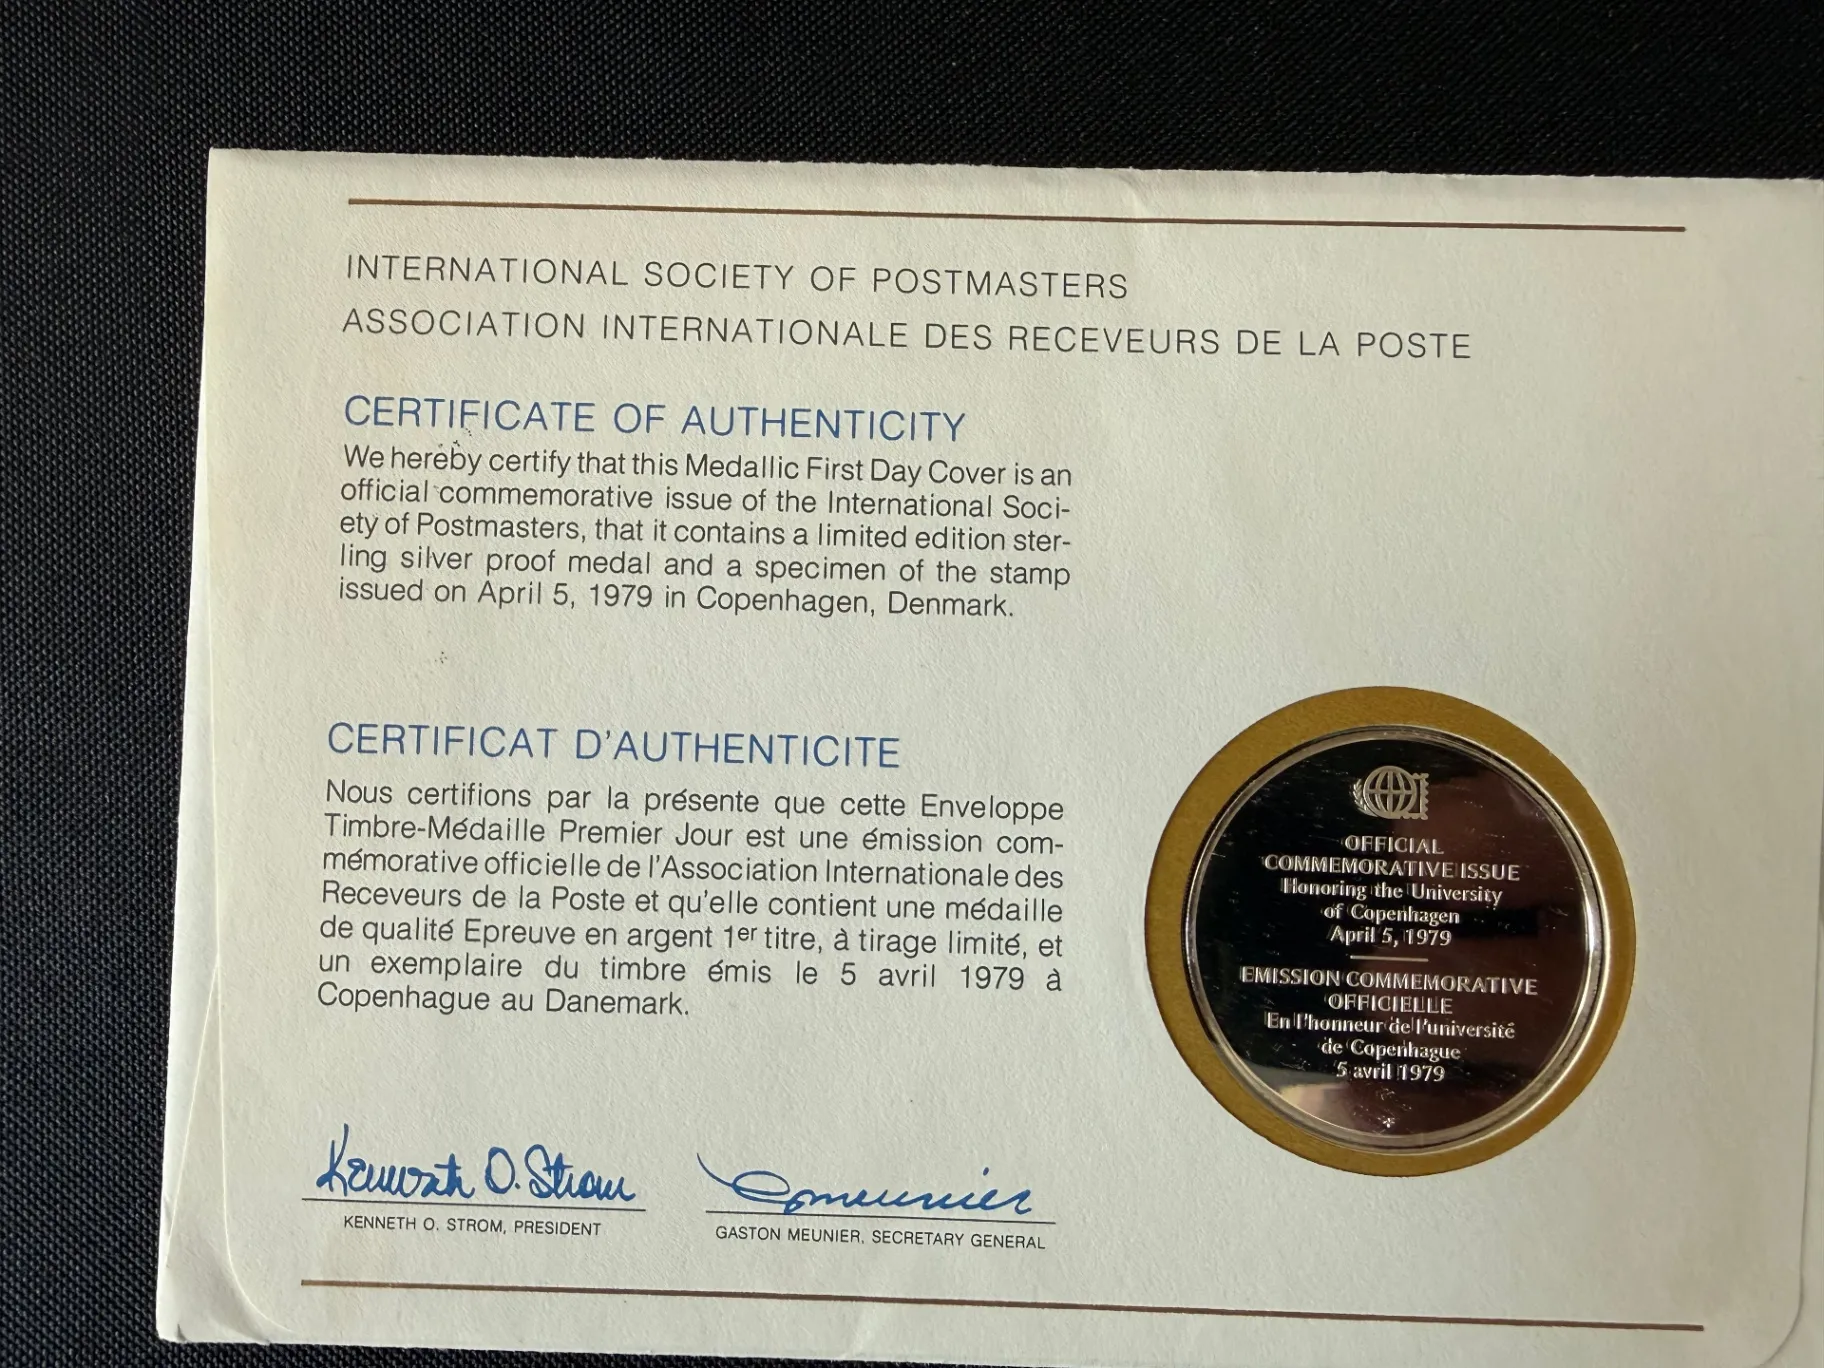 INTERNATIONAL SOCIETY OF POSTMASTERS
ASSOCIATION INTERNATIONALE DES RECEVEURS DE LA POSTE
CERTIFICATE OF AUTHENTICITY
We hereby certify that this Medallic First Day Cover is an
official commemorative issue of the International Soci-
ety of Postmasters, that it contains a limited edition ster-
ling silver proof medal and a specimen of the stamp
issued on April 5, 1979 in Copenhagen, Denmark.
CERTIFICAT D'AUTHENTICITE
Nous certifions par la présente que cette Enveloppe
Timbre-Médaille Premier Jour est une émission com-
mémorative officielle de l'Association Internationale des
Receveurs de la Poste et qu'elle contient une médaille
de qualité Epreuve en argent 1er titre, à tirage limité, et
un exemplaire du timbre émis le 5 avril 1979 à
Copenhague au Danemark.
Kenneth O. Strom
KENNETH O. STROM, PRESIDENT
GMeunier
GASTON MEUNIER, SECRETARY GENERAL
OFFICIAL
COMMEMORATIVE ISSUE
Honoring the University
of Copenhagen
April 5, 1979
EMISSION COMMEMORATIVE
OFFICIELLE
En l'honneur de l'université
de Copenhague
5 avril 1979